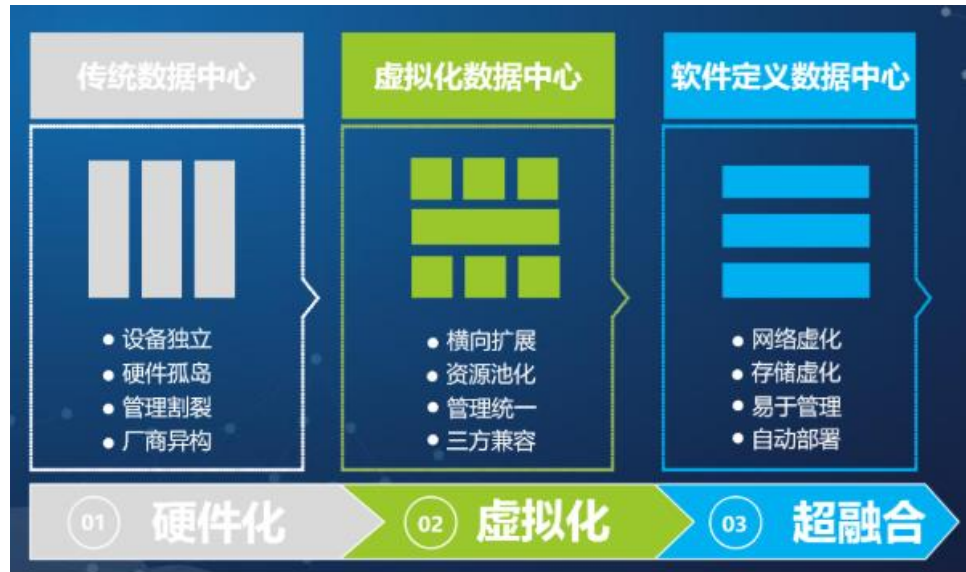 传统数据中心
设备独立
硬件孤岛
管理割裂
厂商异构
虚拟化数据中心
横向扩展
资源池化
管理统一
三方兼容
软件定义数据中心
网络虚化
存储虚化
易于管理
自动部署
01 硬件化
02 虚拟化
03 超融合